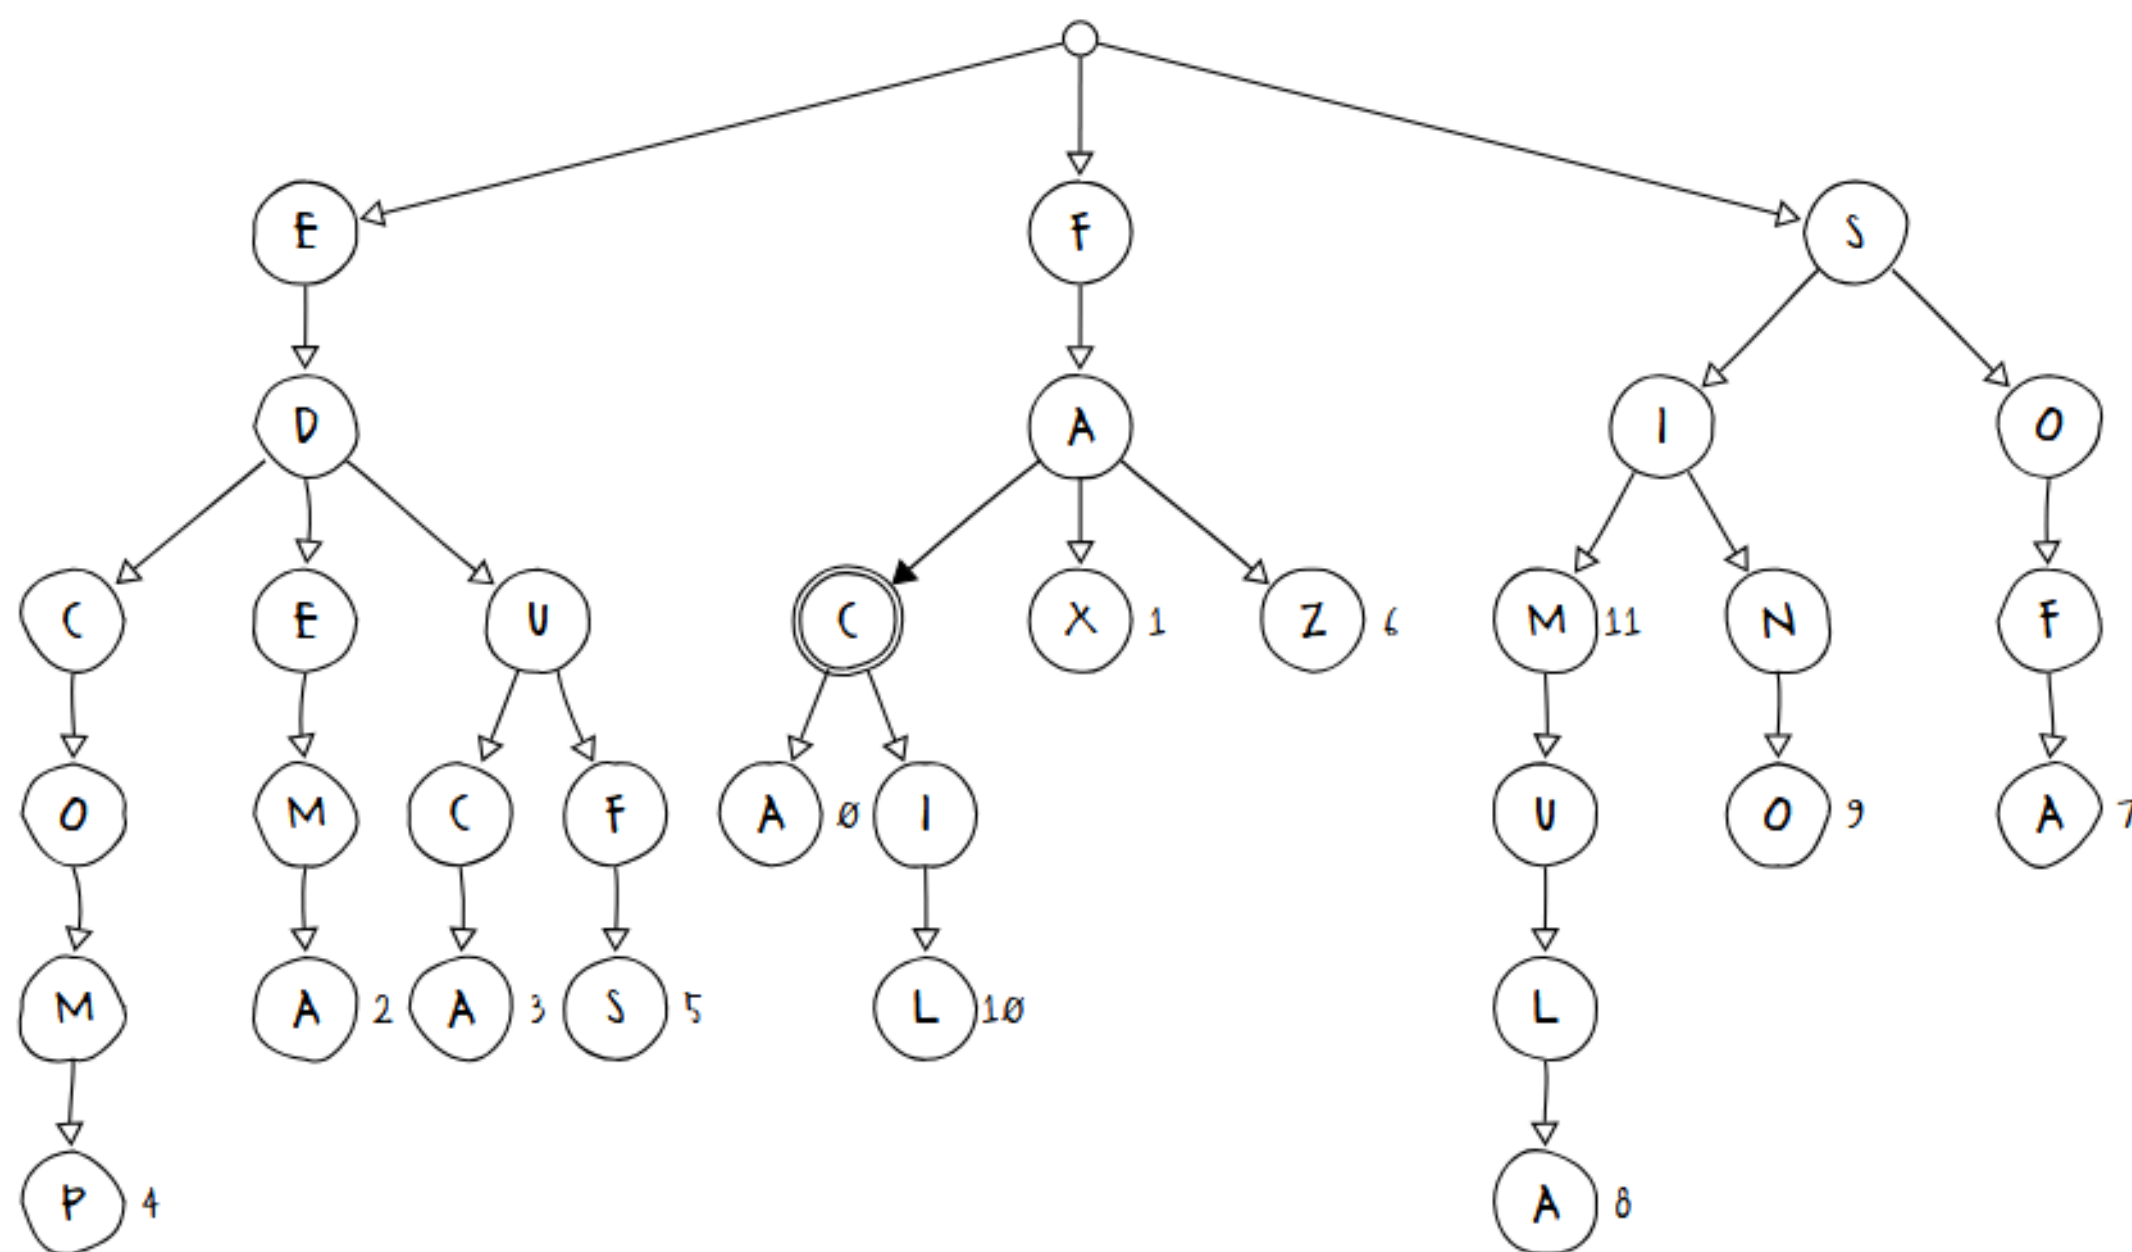 E F S
D A I O
C E U C X 1 Z 6 M 11 N F
O M C F A 0 I U O 9 A 7
M A 2 A 3 S 5 L 10 L
P 4 A 8